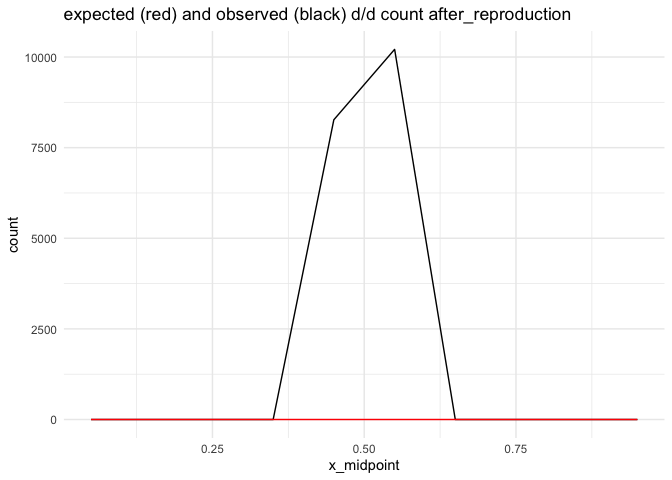 expected (red) and observed (black) d/d count after_reproduction
10000
7500
5000
2500
0
count
0.25 0.50 0.75
x_midpoint